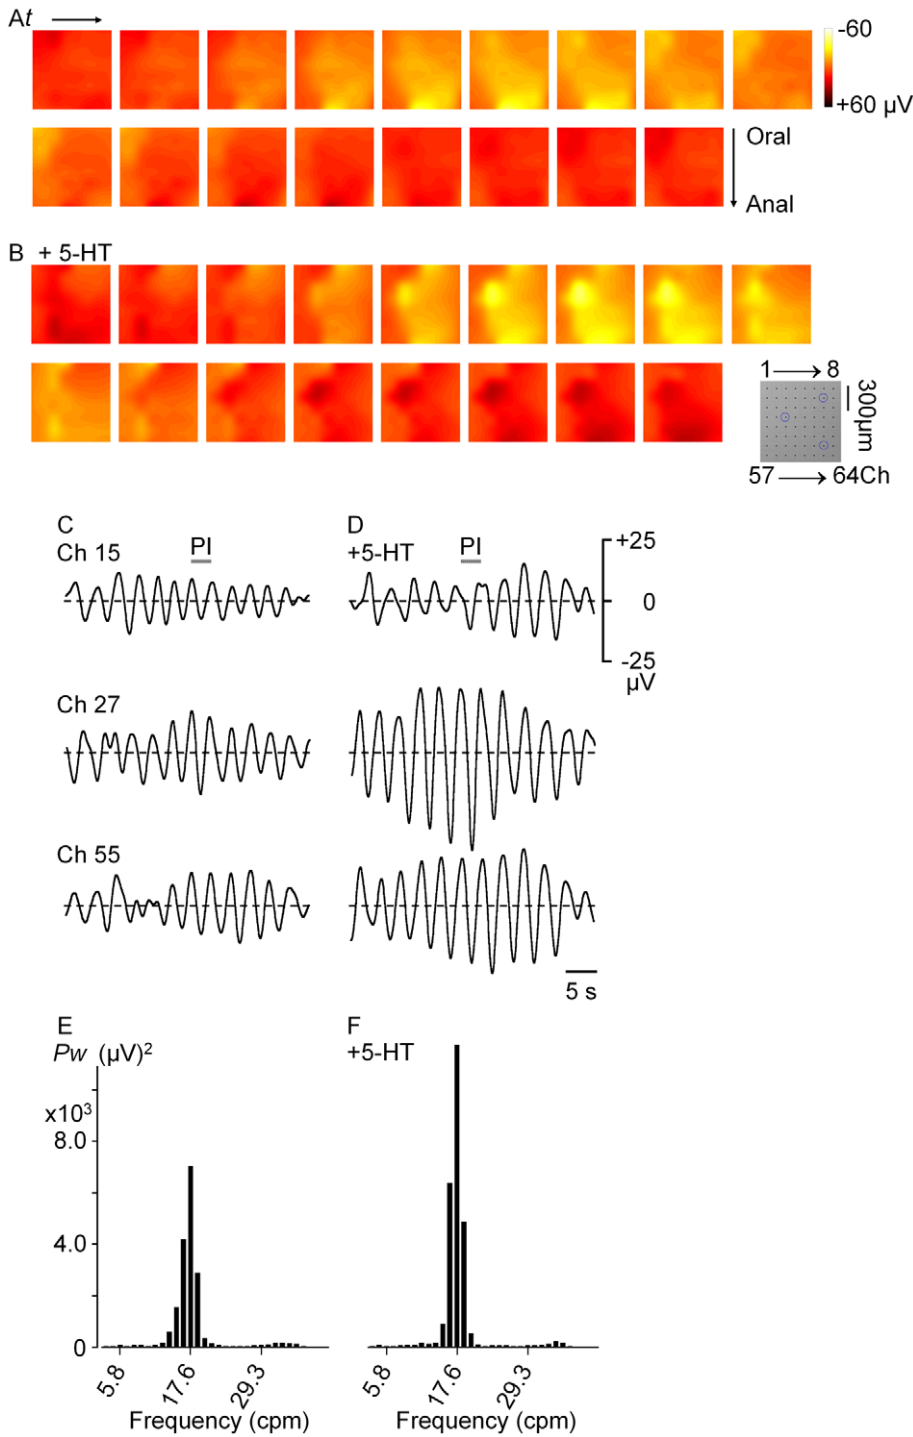 At
-60
+60 µV
Oral
Anal
B + 5-HT
1 8
300µm
57 64Ch
C D
Ch 15 PI +5-HT PI
+25
0
-25
µV
Ch 27
Ch 55
5 s
E F
Pw (µV)² +5-HT
x10³
8.0
4.0
0
5.8 17.6 29.3 5.8 17.6 29.3
Frequency (cpm) Frequency (cpm)